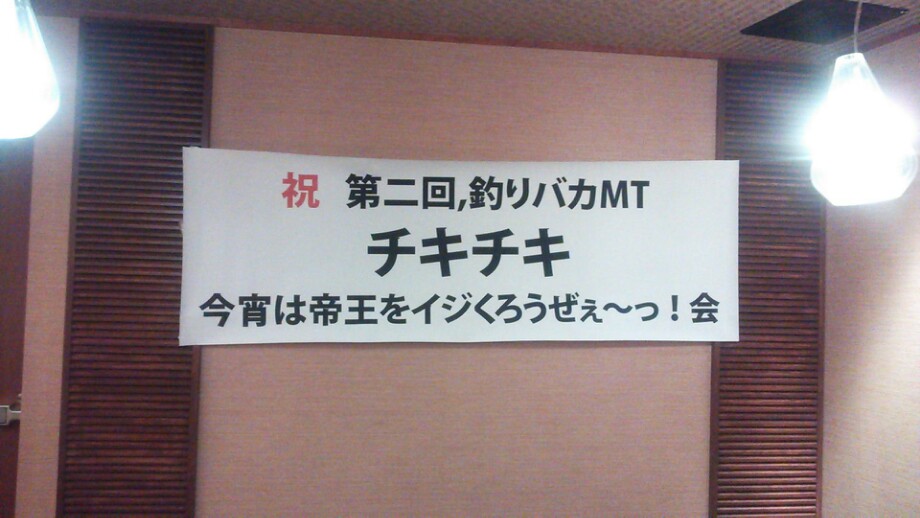 祝 第二回,釣りバカMT
チキチキ
今宵は帝王をイジくろうぜぇ〜っ！会